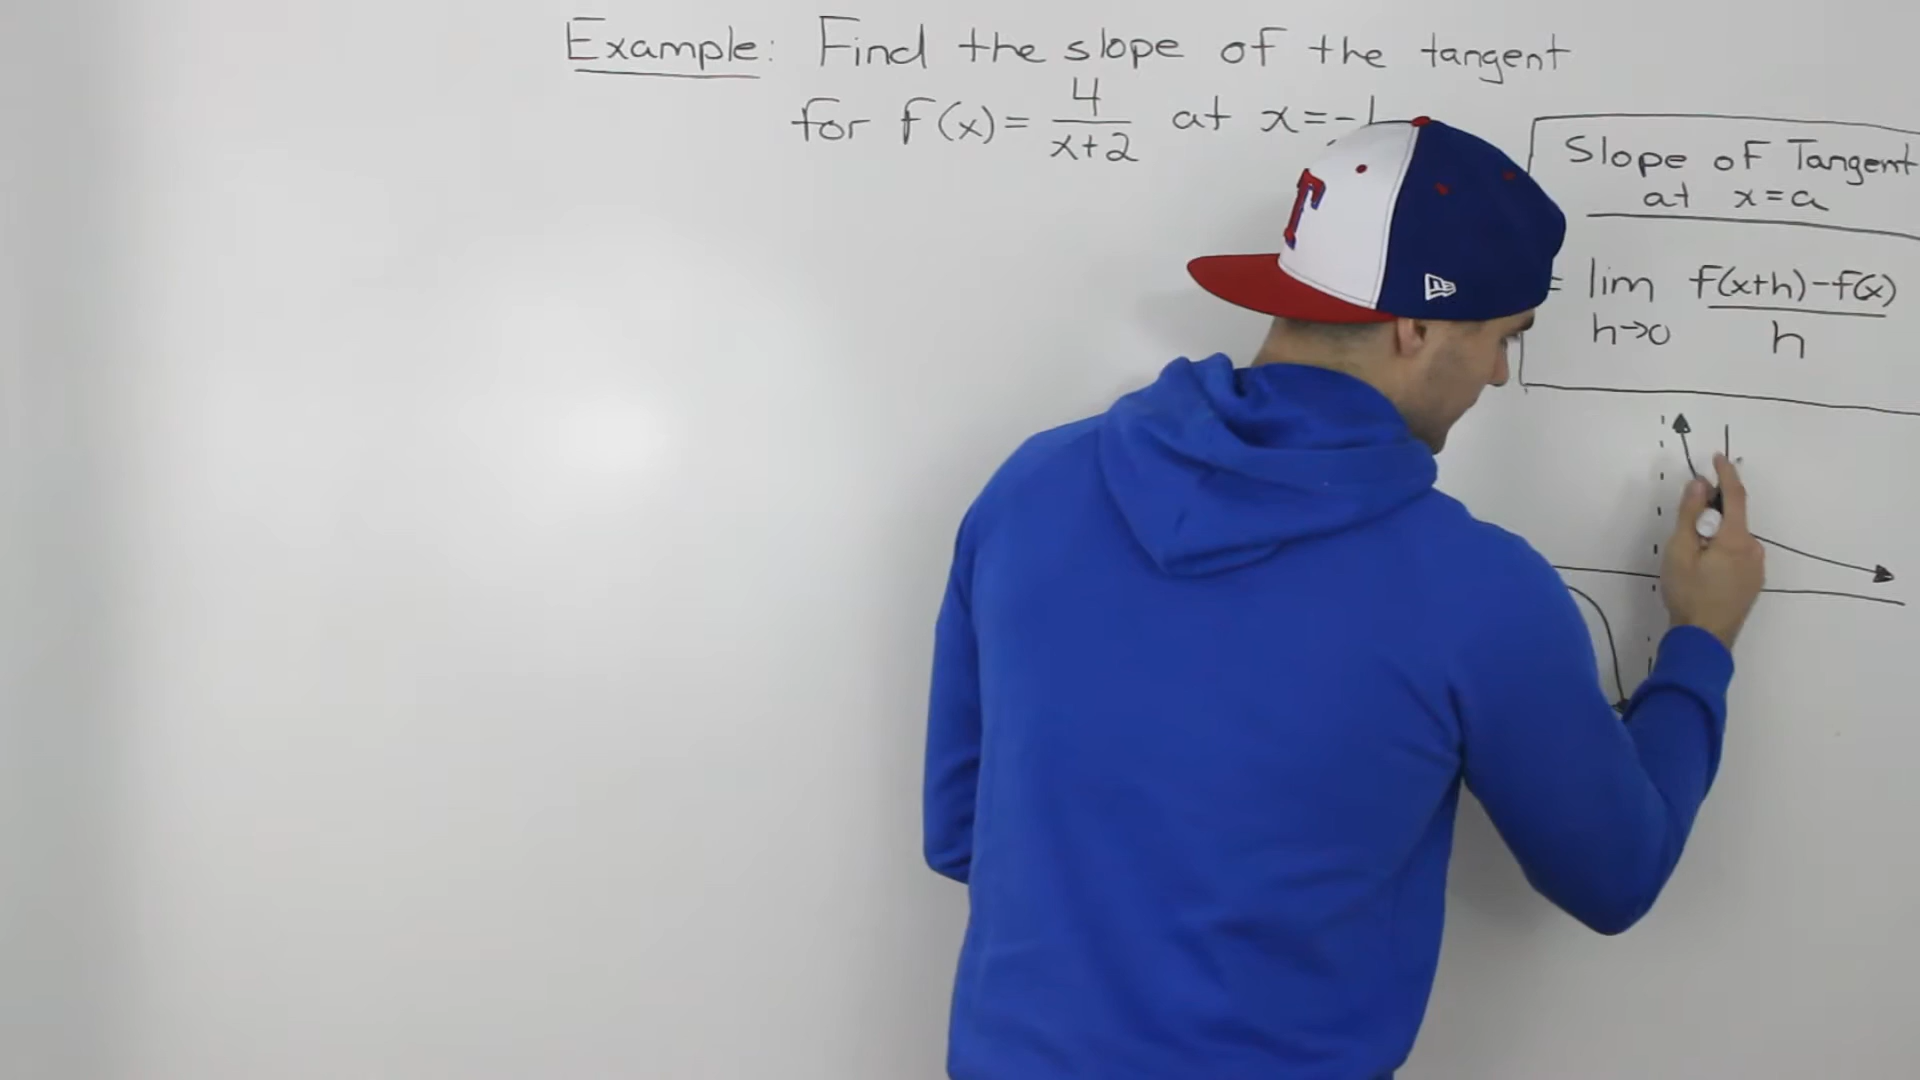 Example: Find the slope of the tangent
for f(x) = 4/(x+2) at x=-1
Slope of Tangent
at x=a
= lim f(x+h)-f(x)
h→0 h
T